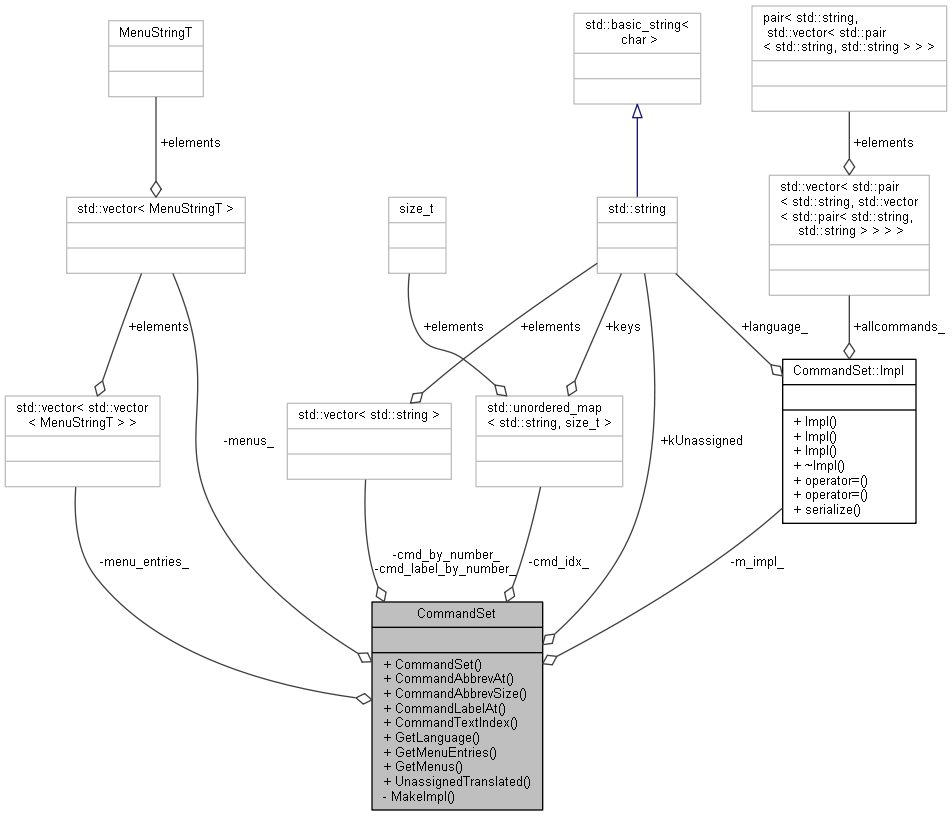 MenuStringT
std::basic_string<
char >
pair< std::string,
std::vector< std::pair
< std::string, std::string > > >
+elements
+elements
std::vector< MenuStringT >
size_t
std::string
std::vector< std::pair
< std::string, std::vector
< std::pair< std::string,
std::string > > > >
+elements
+elements
+elements
+keys
+language_
+allcommands_
std::vector< std::vector
< MenuStringT > >
-menus_
std::vector< std::string >
std::unordered_map
< std::string, size_t >
+kUnassigned
CommandSet::Impl
+ Impl()
+ Impl()
+ Impl()
+ ~Impl()
+ operator=()
+ operator=()
+ serialize()
-menu_entries_
-cmd_by_number_
-cmd_label_by_number_
-cmd_idx_
-m_impl_
CommandSet
+ CommandSet()
+ CommandAbbrevAt()
+ CommandAbbrevSize()
+ CommandLabelAt()
+ CommandTextIndex()
+ GetLanguage()
+ GetMenuEntries()
+ GetMenus()
+ UnassignedTranslated()
- MakeImpl()